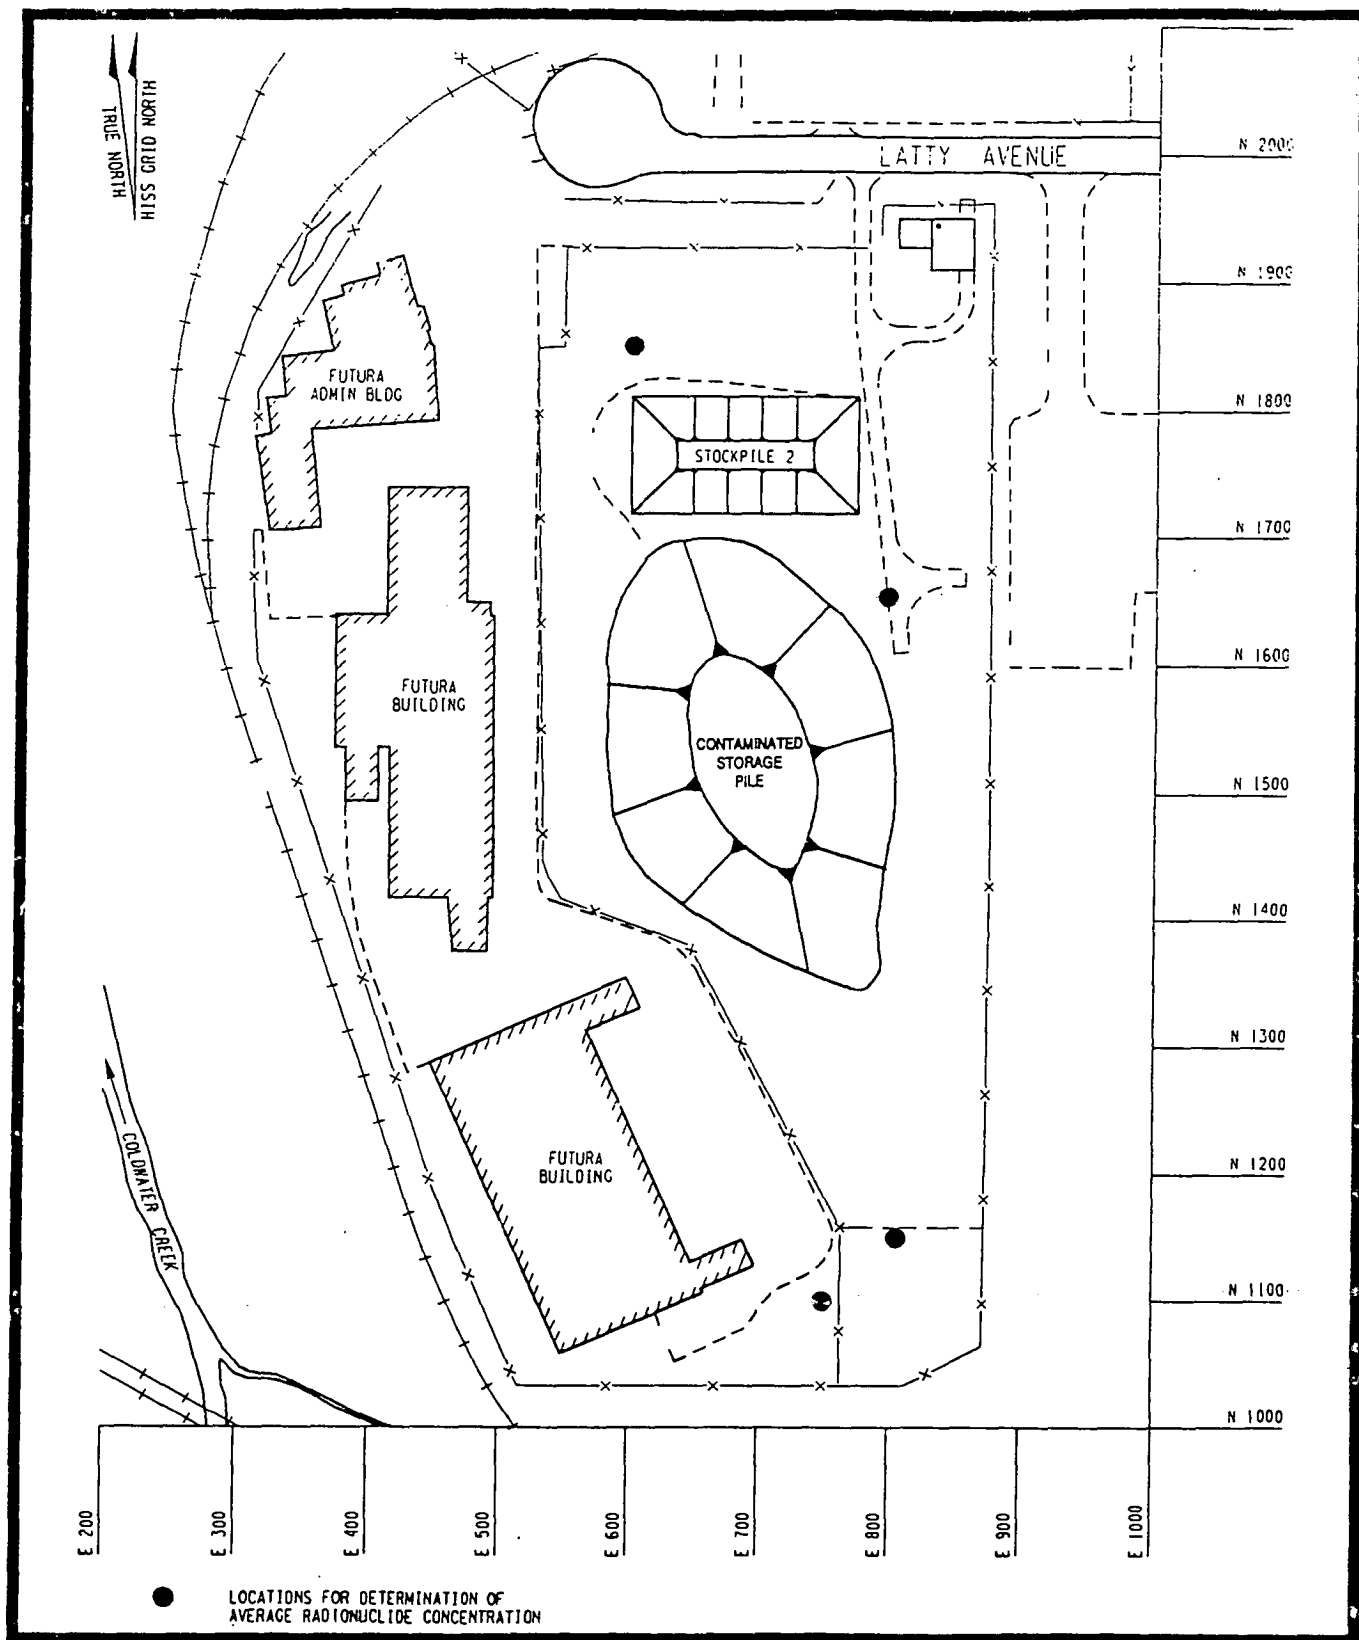 HISS GRID NORTH
TRUE NORTH
LATTY AVENUE
N 2000
N 1900
FUTURA
ADMIN BLDG
N 1800
STOCKPILE 2
N 1700
N 1600
FUTURA
BUILDING
CONTAMINATED
STORAGE
PILE
N 1500
N 1400
N 1300
COLDWATER CREEK
FUTURA
BUILDING
N 1200
N 1100
N 1000
E 200
E 300
E 400
E 500
E 600
E 700
E 800
E 900
E 1000
LOCATIONS FOR DETERMINATION OF
AVERAGE RADIONUCLIDE CONCENTRATION